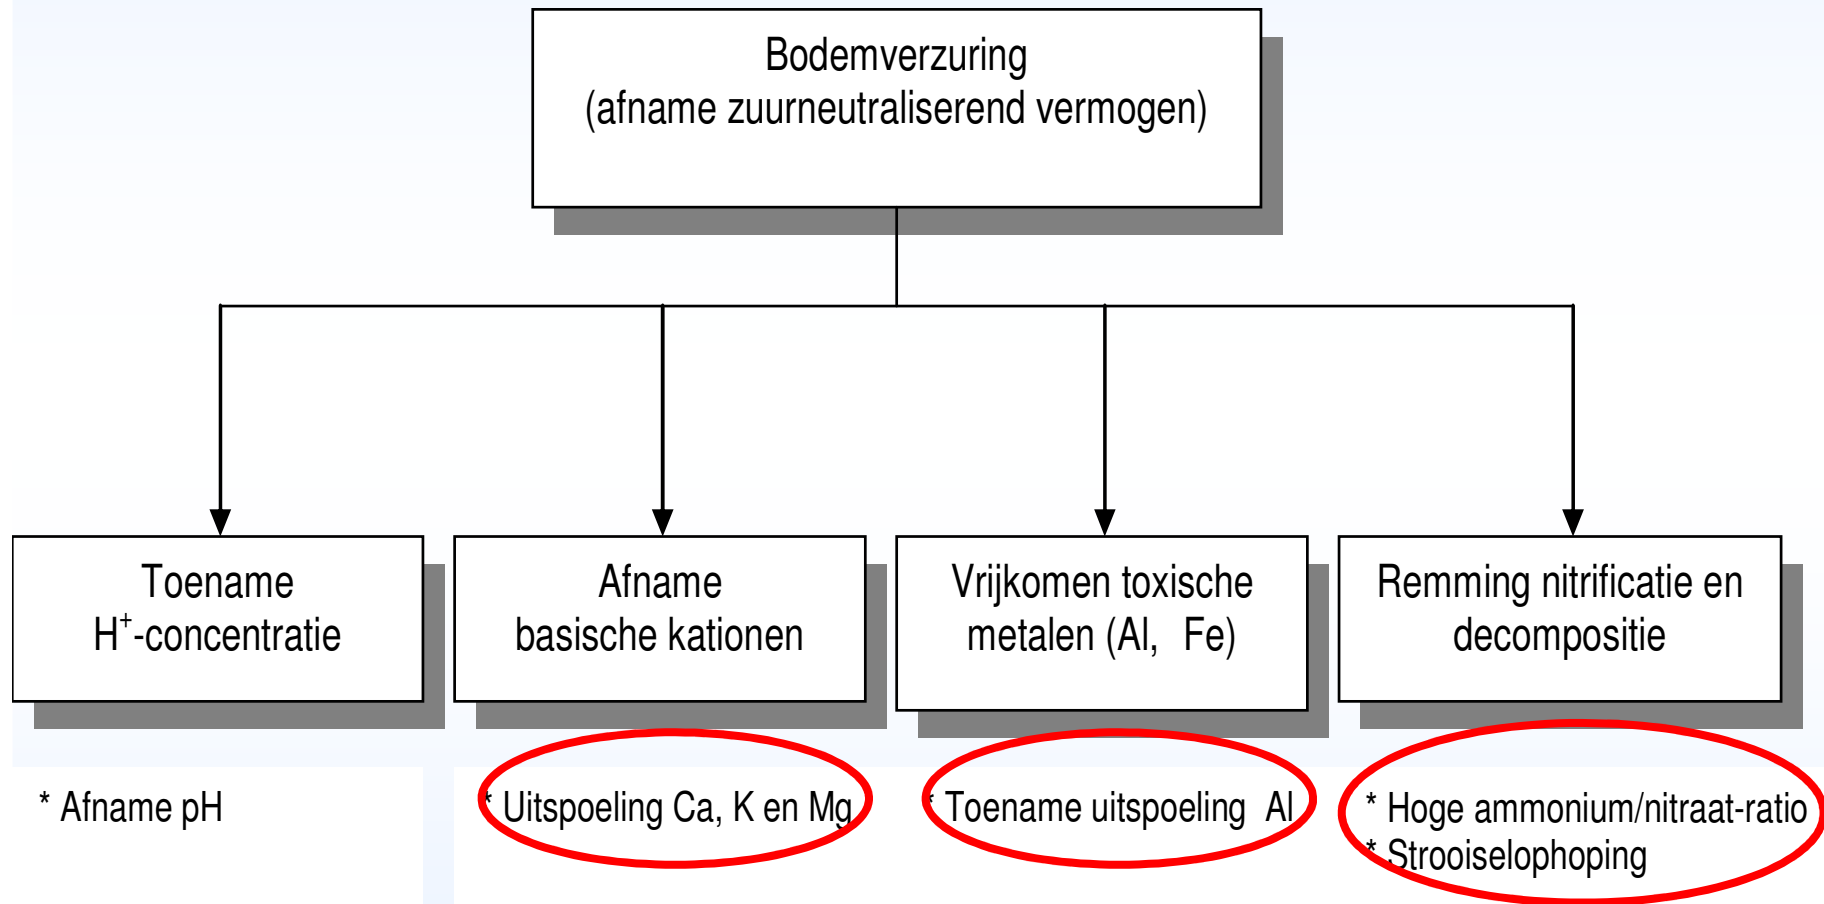 Bodemverzuring
(afname zuurneutraliserend vermogen)
Toename
H⁺-concentratie
Afname
basische kationen
Vrijkomen toxische
metalen (Al, Fe)
Remming nitrificatie en
decompositie
* Afname pH
* Uitspoeling Ca, K en Mg
* Toename uitspoeling Al
* Hoge ammonium/nitraat-ratio
* Strooiselophoping